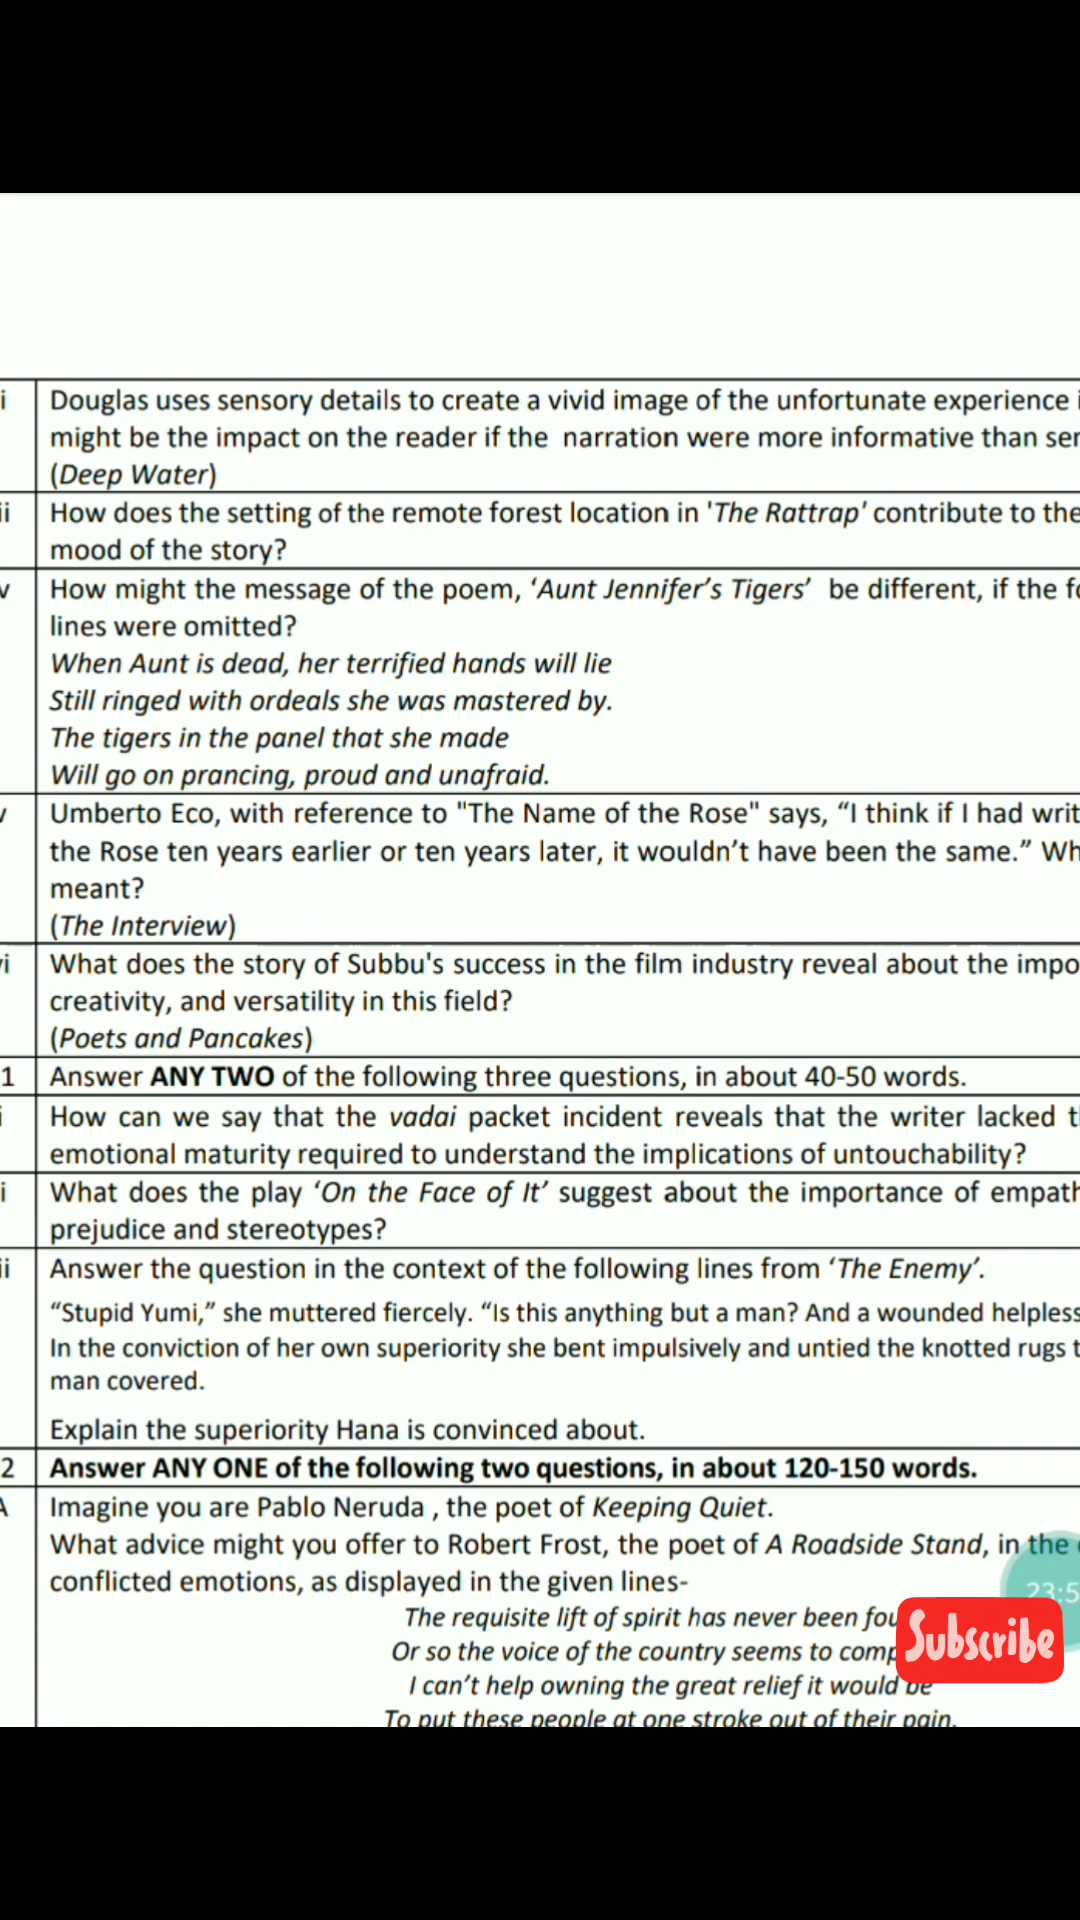 i Douglas uses sensory details to create a vivid image of the unfortunate experience
might be the impact on the reader if the narration were more informative than
(Deep Water)
ii How does the setting of the remote forest location in 'The Rattrap' contribute to the
mood of the story?
v How might the message of the poem, ‘Aunt Jennifer’s Tigers’ be different, if the
lines were omitted?
When Aunt is dead, her terrified hands will lie
Still ringed with ordeals she was mastered by.
The tigers in the panel that she made
Will go on prancing, proud and unafraid.
Umberto Eco, with reference to "The Name of the Rose" says, “I think if I had writ
the Rose ten years earlier or ten years later, it wouldn’t have been the same.” Wh
meant?
(The Interview)
vi What does the story of Subbu's success in the film industry reveal about the impo
creativity, and versatility in this field?
(Poets and Pancakes)
1 Answer ANY TWO of the following three questions, in about 40-50 words.
i How can we say that the vadai packet incident reveals that the writer lacked
emotional maturity required to understand the implications of untouchability?
i What does the play ‘On the Face of It’ suggest about the importance of empath
prejudice and stereotypes?
ii Answer the question in the context of the following lines from ‘The Enemy’.
“Stupid Yumi,” she muttered fiercely. “Is this anything but a man? And a wounded helpless
In the conviction of her own superiority she bent impulsively and untied the knotted rugs t
man covered.
Explain the superiority Hana is convinced about.
2 Answer ANY ONE of the following two questions, in about 120-150 words.
A Imagine you are Pablo Neruda , the poet of Keeping Quiet.
What advice might you offer to Robert Frost, the poet of A Roadside Stand, in the
conflicted emotions, as displayed in the given lines-
23:5
The requisite lift of spirit has never been fou
Subscribe
Or so the voice of the country seems to comp
I can’t help owning the great relief it would be
To put these people at one stroke out of their pain.